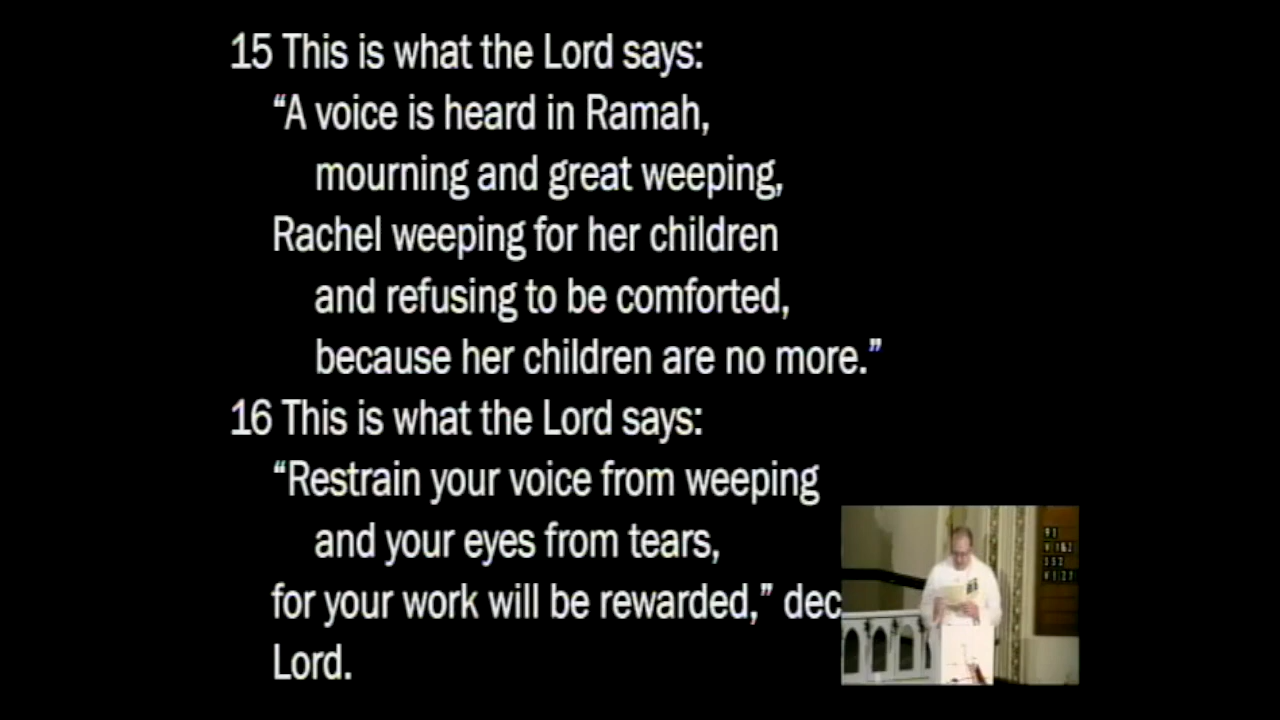 15 This is what the Lord says:
“A voice is heard in Ramah,
mourning and great weeping,
Rachel weeping for her children
and refusing to be comforted,
because her children are no more.”
16 This is what the Lord says:
“Restrain your voice from weeping
and your eyes from tears,
for your work will be rewarded,” dec
Lord.
91
352